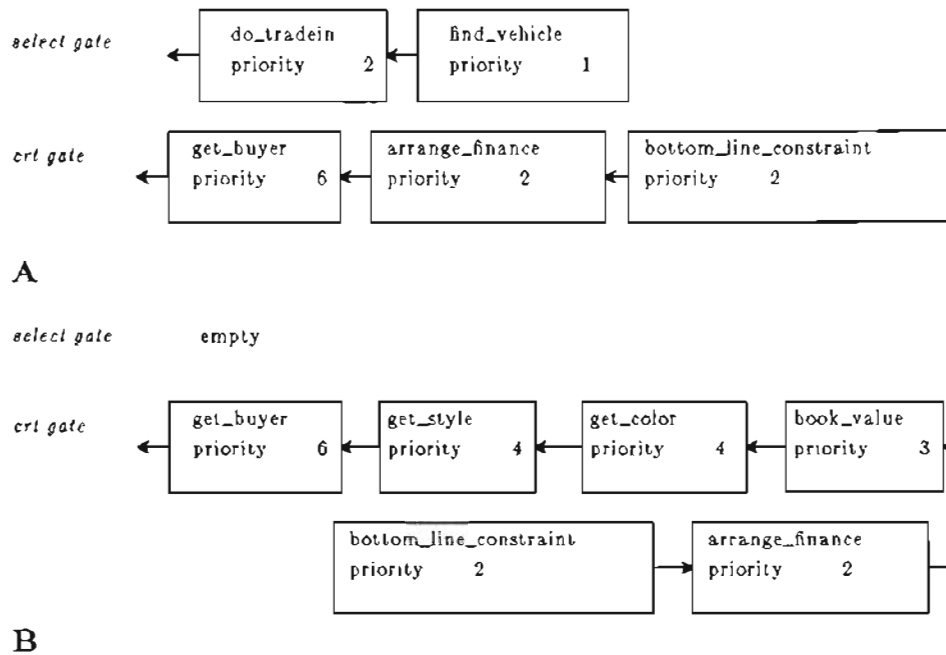 select gate
do_tradein
priority 2
find_vehicle
priority 1
crt gate
get_buyer
priority 6
arrange_finance
priority 2
bottom_line_constraint
priority 2
A
select gate
empty
crt gate
get_buyer
priority 6
get_style
priority 4
get_color
priority 4
book_value
priority 3
bottom_line_constraint
priority 2
arrange_finance
priority 2
B